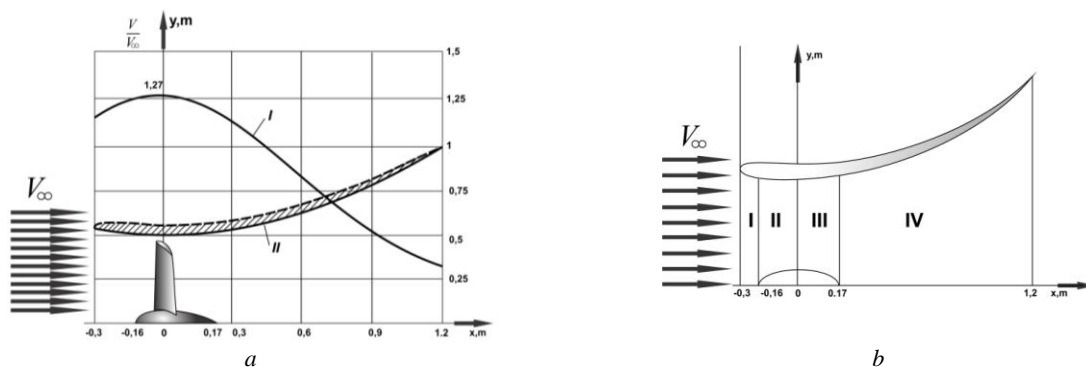 V
V∞
y,m
1,5
1,27
I
1,25
V∞
1
0,75
II
0,5
0,25
-0,3 -0,16 0 0,17 0,3 0,6 0,9 1.2 x,m
a
y,m
V∞
I II III IV
-0,3 -0,16 0 0.17 1,2 x,m
b